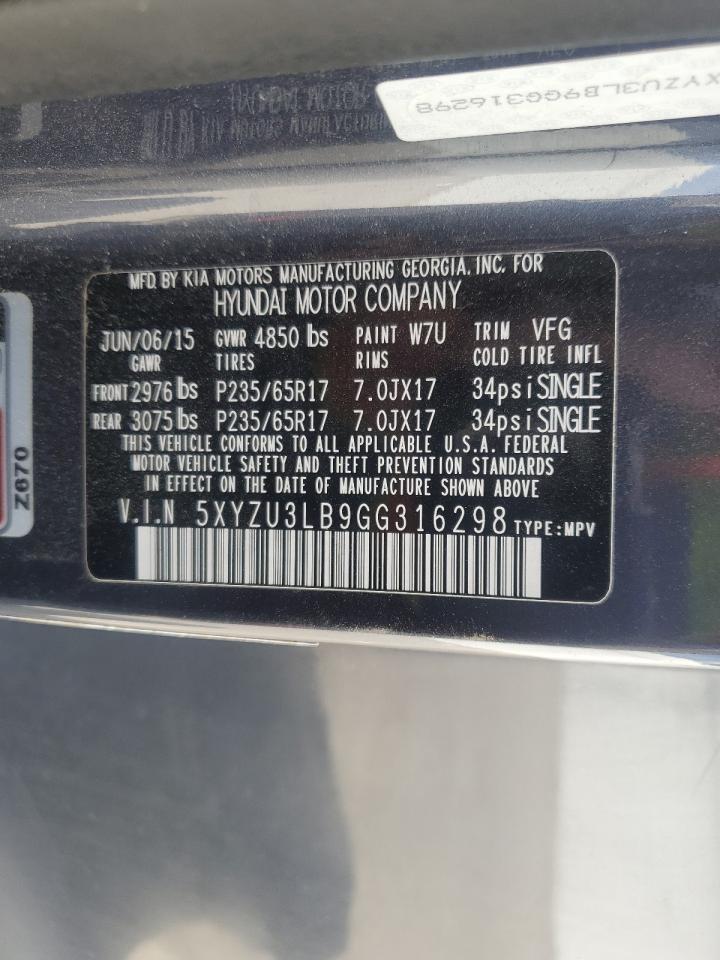 XYZU3LB9GG316298
MFD. BY KIA MOTORS MANUFACTURING GEORGIA, INC. FOR
HYUNDAI MOTOR COMPANY
JUN/06/15 GVWR 4850 lbs PAINT W7U TRIM VFG
GAWR TIRES RIMS COLD TIRE INFL
FRONT 2976 lbs P235/65R17 7.0JX17 34psi SINGLE
REAR 3075 lbs P235/65R17 7.0JX17 34psi SINGLE
THIS VEHICLE CONFORMS TO ALL APPLICABLE U.S.A. FEDERAL
MOTOR VEHICLE SAFETY AND THEFT PREVENTION STANDARDS
IN EFFECT ON THE DATE OF MANUFACTURE SHOWN ABOVE
V.I.N 5XYZU3LB9GG316298 TYPE:MPV
Z670